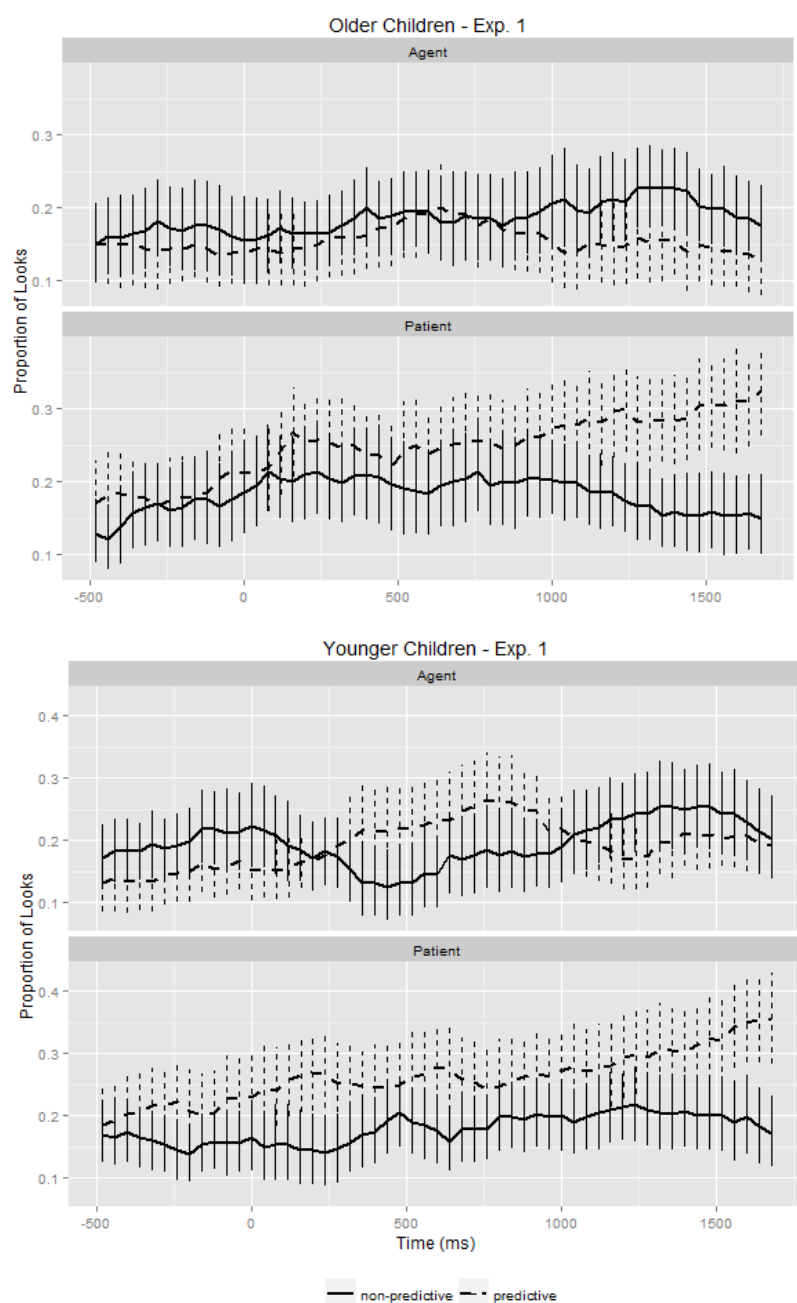 Older Children - Exp. 1
Agent
0.3
0.2
0.1
Patient
0.3
0.2
0.1
Proportion of Looks
-500 0 500 1000 1500
Younger Children - Exp. 1
Agent
0.4
0.3
0.2
0.1
Patient
0.4
0.3
0.2
0.1
Proportion of Looks
-500 0 500 1000 1500
Time (ms)
non-predictive predictive